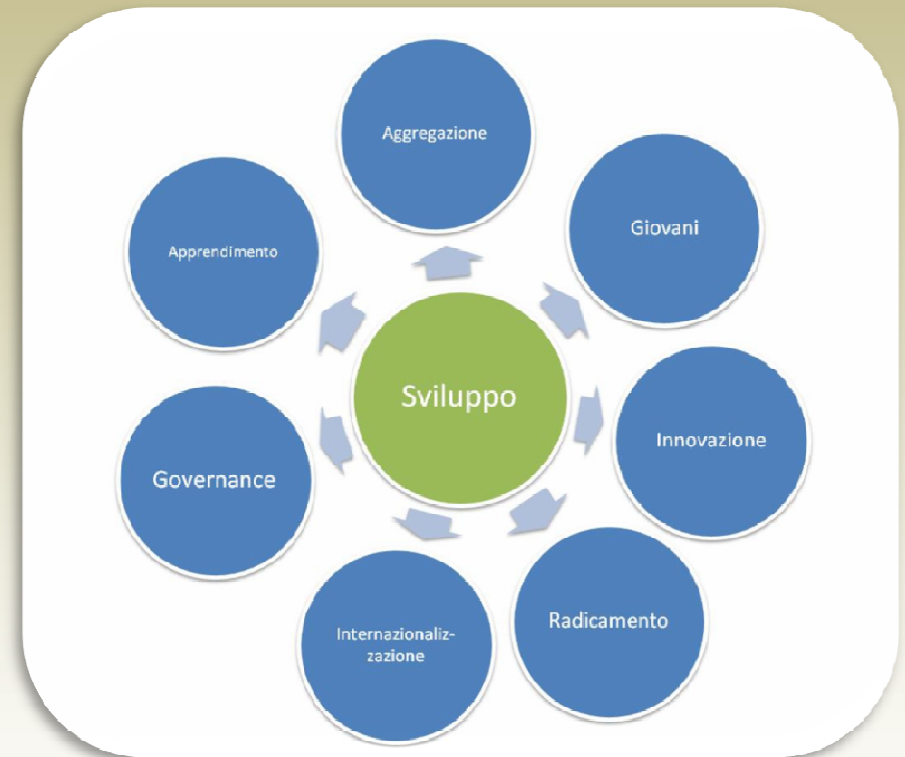 Aggregazione
Giovani
Apprendimento
Sviluppo
Innovazione
Governance
Radicamento
Internazionaliz-
zazione